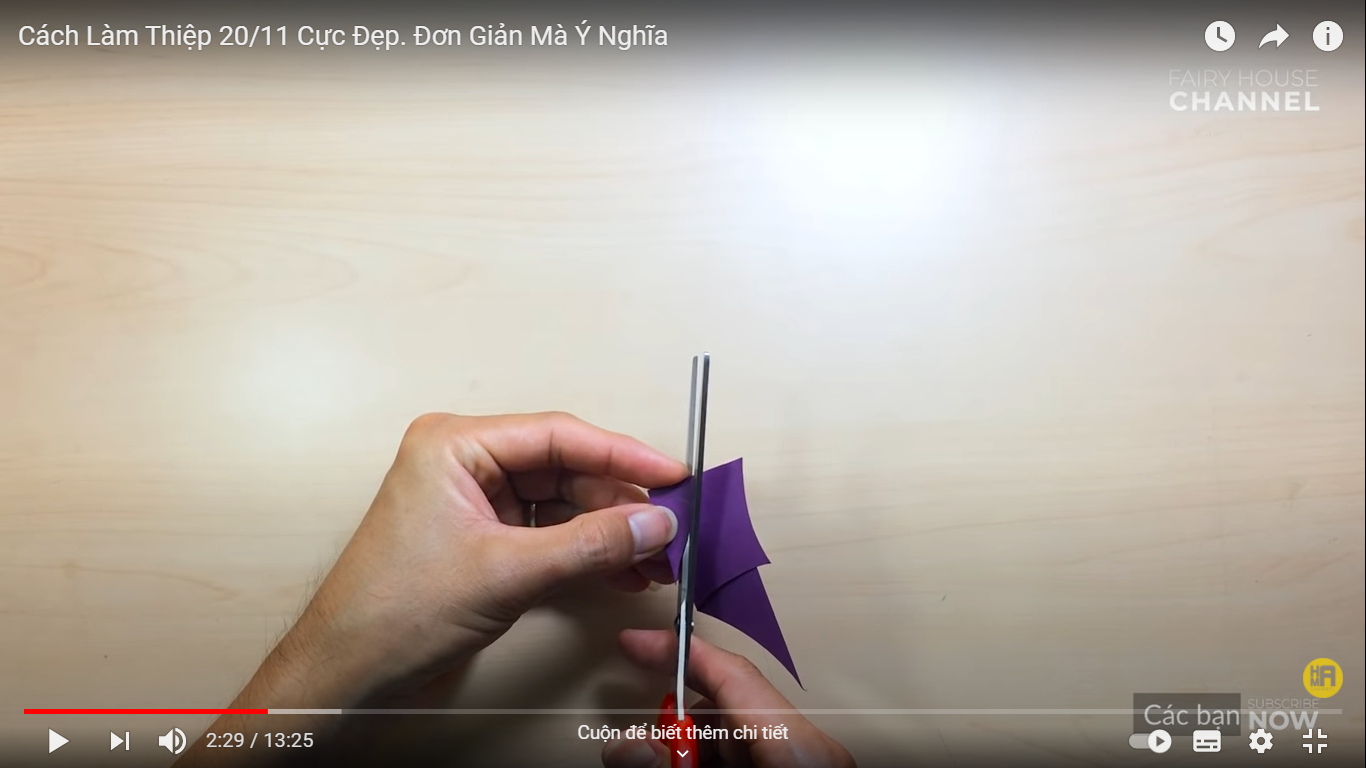 Cách Làm Thiệp 20/11 Cực Đẹp. Đơn Giản Mà Ý Nghĩa
FAIRY HOUSE
CHANNEL
Các bạn
SUBSCRIBE
NOW
2:29 / 13:25
Cuộn để biết thêm chi tiết